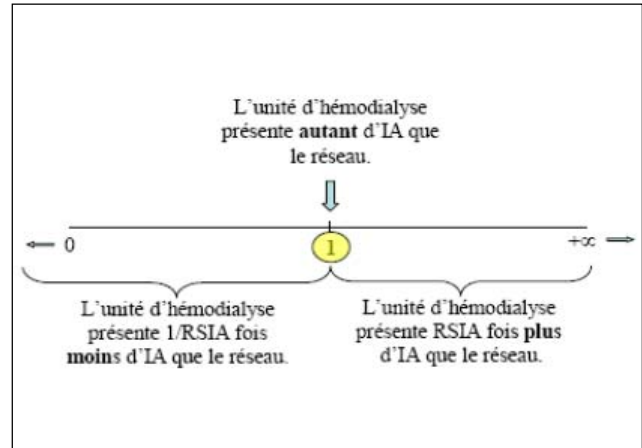 L'unité d'hémodialyse
présente autant d'IA que
le réseau.
0
1
+∞
L'unité d'hémodialyse
présente 1/RSIA fois
moins d'IA que le réseau.
L'unité d'hémodialyse
présente RSIA fois plus
d'IA que le réseau.